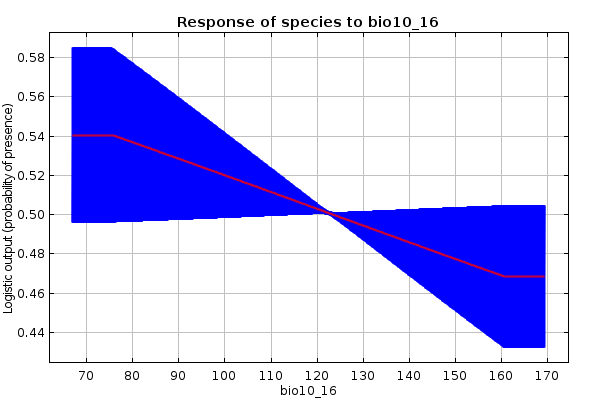 Response of species to bio10_16
Logistic output (probability of presence)
0.58
0.56
0.54
0.52
0.50
0.48
0.46
0.44
70 80 90 100 110 120 130 140 150 160 170
bio10_16